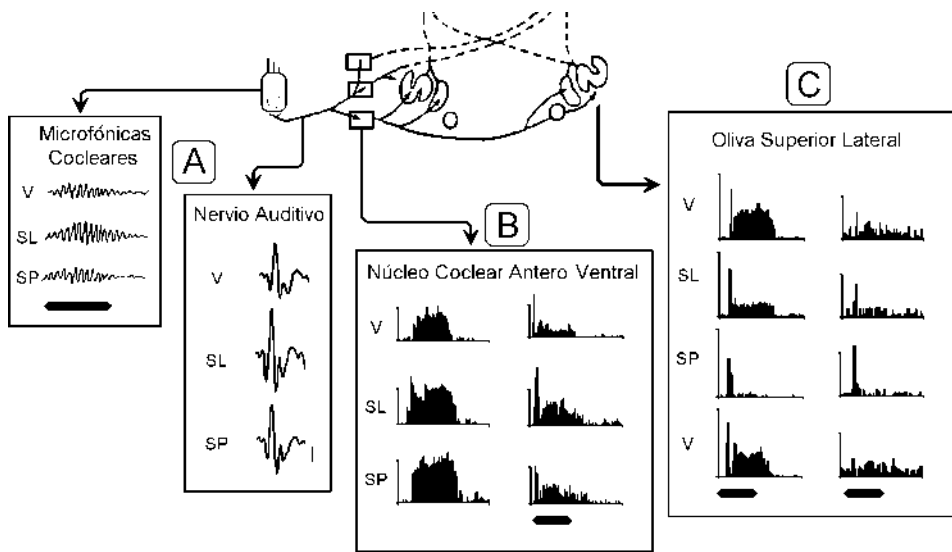 Microfónicas
Cocleares
V
SL
SP
A
Nervio Auditivo
V
SL
SP
B
Núcleo Coclear Antero Ventral
V
SL
SP
C
Oliva Superior Lateral
V
SL
SP
V